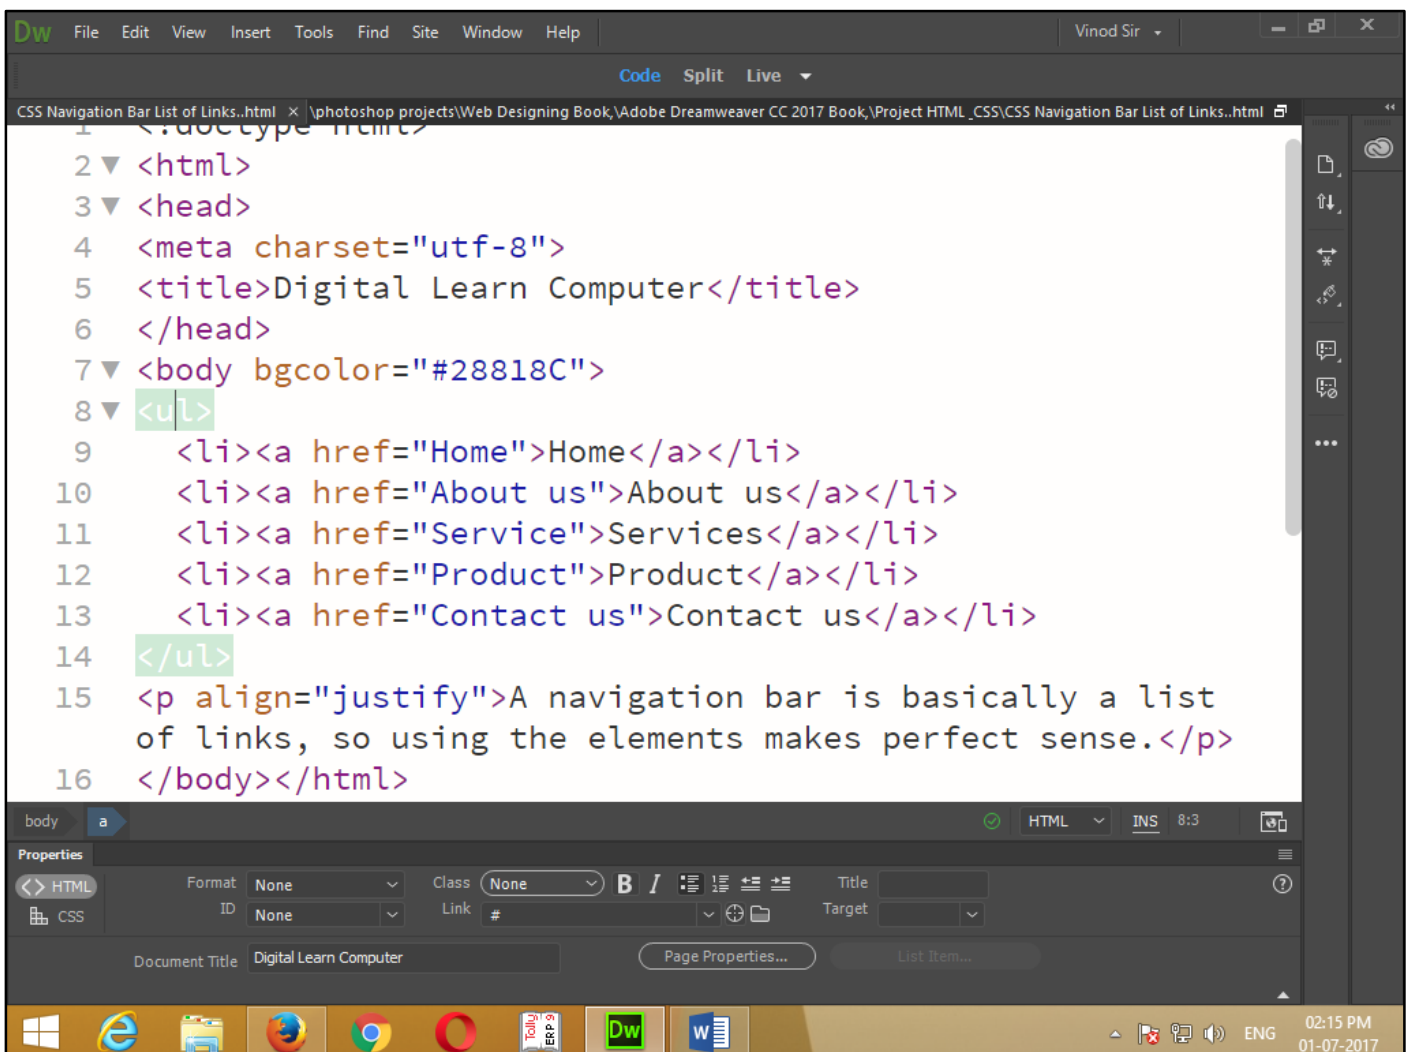 Dw File Edit View Insert Tools Find Site Window Help Vinod Sir
Code Split Live
CSS Navigation Bar List of Links..html × \photoshop projects\Web Designing Book,\Adobe Dreamweaver CC 2017 Book,\Project HTML_CSS\CSS Navigation Bar List of Links..html
1 <!doctype html>
2 <html>
3 <head>
4 <meta charset="utf-8">
5 <title>Digital Learn Computer</title>
6 </head>
7 <body bgcolor="#28818C">
8 <ul>
9 <li><a href="Home">Home</a></li>
10 <li><a href="About us">About us</a></li>
11 <li><a href="Service">Services</a></li>
12 <li><a href="Product">Product</a></li>
13 <li><a href="Contact us">Contact us</a></li>
14 </ul>
15 <p align="justify">A navigation bar is basically a list
of links, so using the elements makes perfect sense.</p>
16 </body></html>
body a HTML INS 8:3
Properties
<> HTML Format None Class None B I Title
CSS ID None Link # Target
Document Title Digital Learn Computer Page Properties... List Item...
Tally ERP 9 Dw W ENG 02:15 PM
01-07-2017